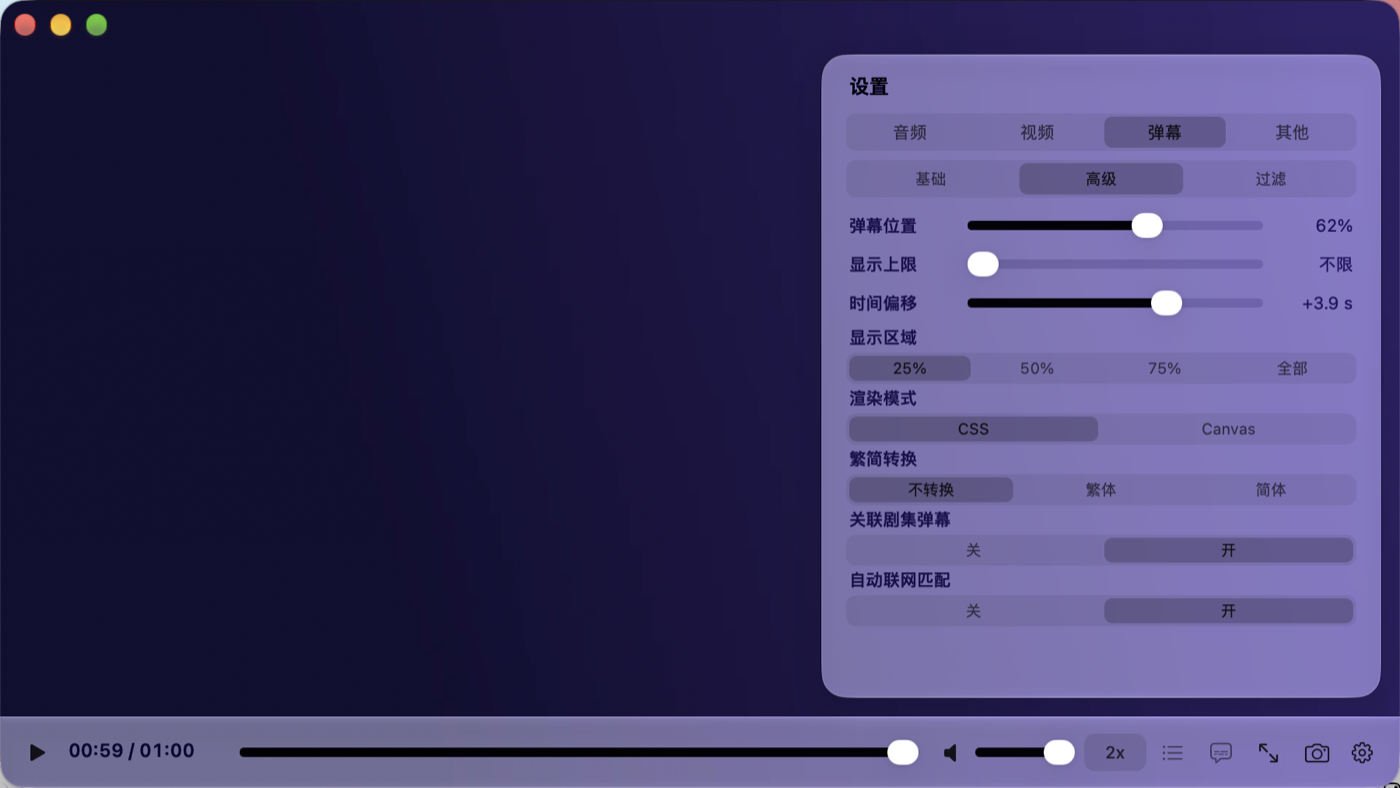 设置
音频 视频 弹幕 其他
基础 高级 过滤
弹幕位置 62%
显示上限 不限
时间偏移 +3.9 s
显示区域
25% 50% 75% 全部
渲染模式
CSS Canvas
繁简转换
不转换 繁体 简体
关联剧集弹幕
关 开
自动联网匹配
关 开
00:59 / 01:00 2x